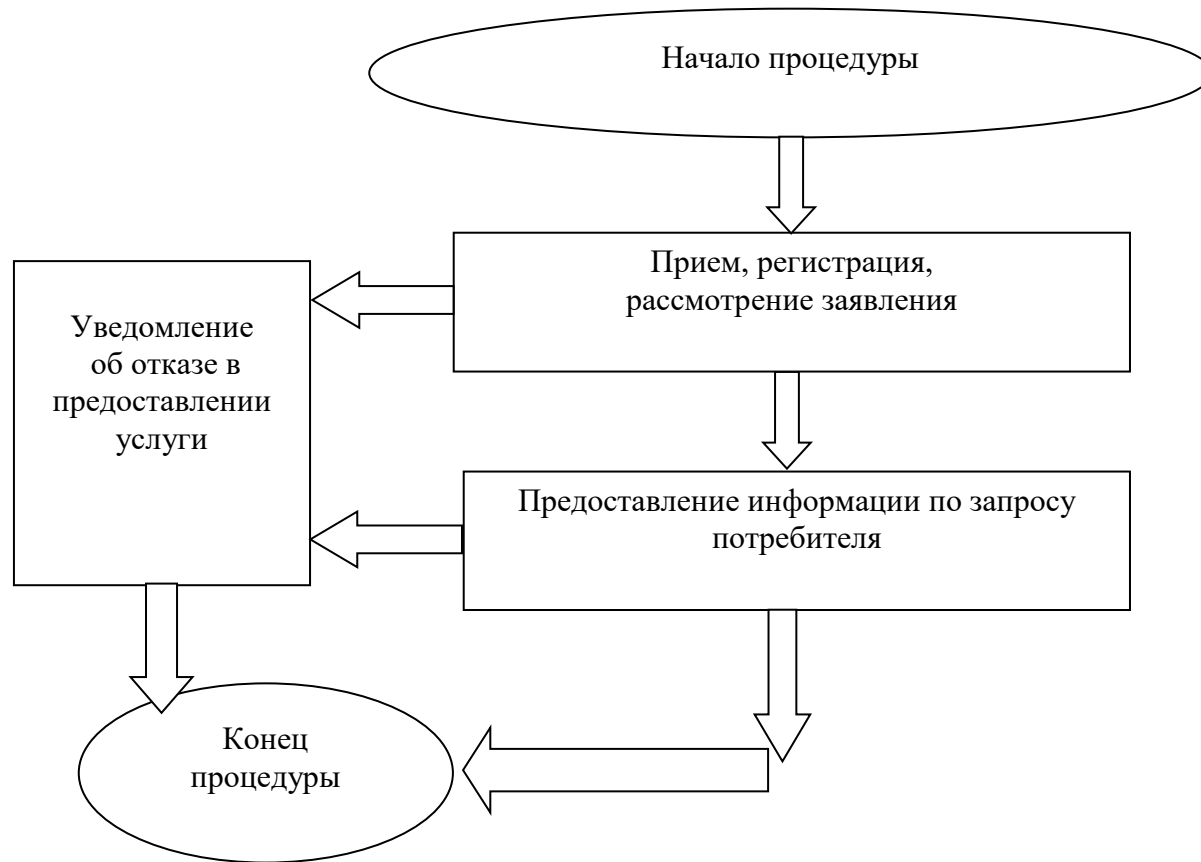 Начало процедуры
Прием, регистрация,
рассмотрение заявления
Уведомление
об отказе в
предоставлении
услуги
Предоставление информации по запросу
потребителя
Конец
процедуры